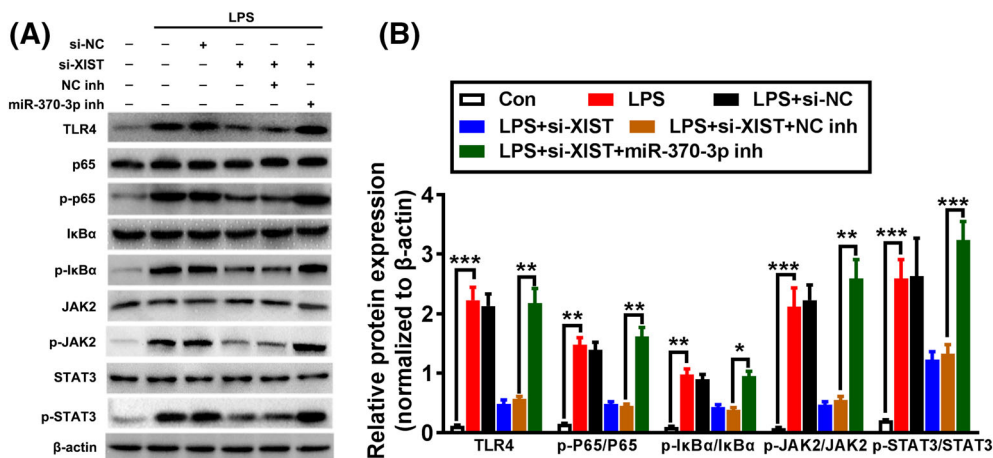 (A)
LPS
si-NC – – + – – –
si-XIST – – – + + +
NC inh – – – – + –
miR-370-3p inh – – – – – +
TLR4
p65
p-p65
IκBα
p-IκBα
JAK2
p-JAK2
STAT3
p-STAT3
β-actin
(B)
Con LPS LPS+si-NC
LPS+si-XIST LPS+si-XIST+NC inh
LPS+si-XIST+miR-370-3p inh
Relative protein expression
(normalized to β-actin)
4
3
2
1
0
*** ** ** ** ** * *** ** *** ***
TLR4 p-P65/P65 p-IκBα/IκBα p-JAK2/JAK2 p-STAT3/STAT3